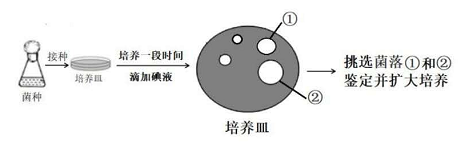 ①
接种
培养一段时间
挑选菌落①和②
培养皿
滴加碘液
鉴定并扩大培养
菌种
②
培养皿